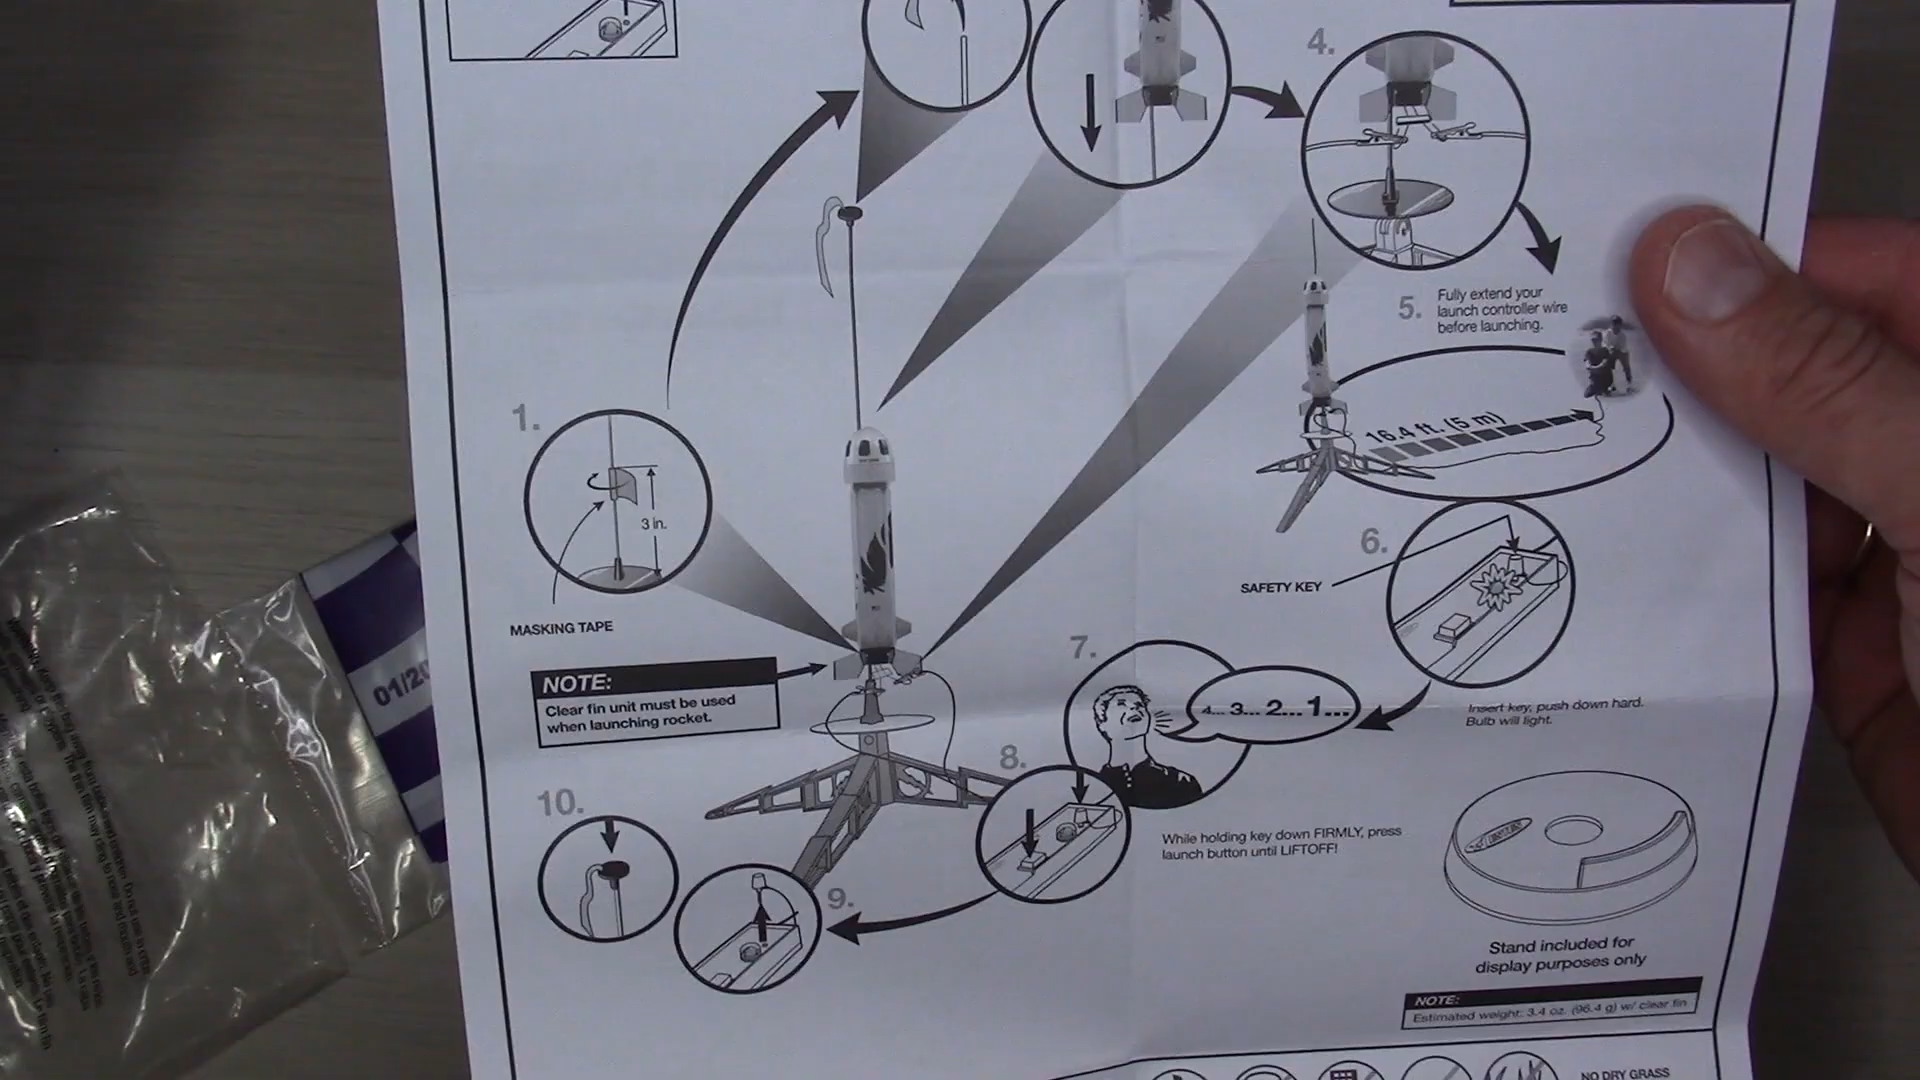 4.
5.
Fully extend your
launch controller wire
before launching.
16.4 ft. (5 m)
1.
3 in.
MASKING TAPE
6.
SAFETY KEY
Insert key, push down hard.
Bulb will light.
NOTE:
Clear fin unit must be used
when launching rocket.
7.
4... 3... 2... 1...
8.
While holding key down FIRMLY, press
launch button until LIFTOFF!
9.
10.
Stand included for
display purposes only
NOTE:
Estimated weight: 3.4 oz. (96.4 g) w/ clear fin
NO DRY GRASS
01/20